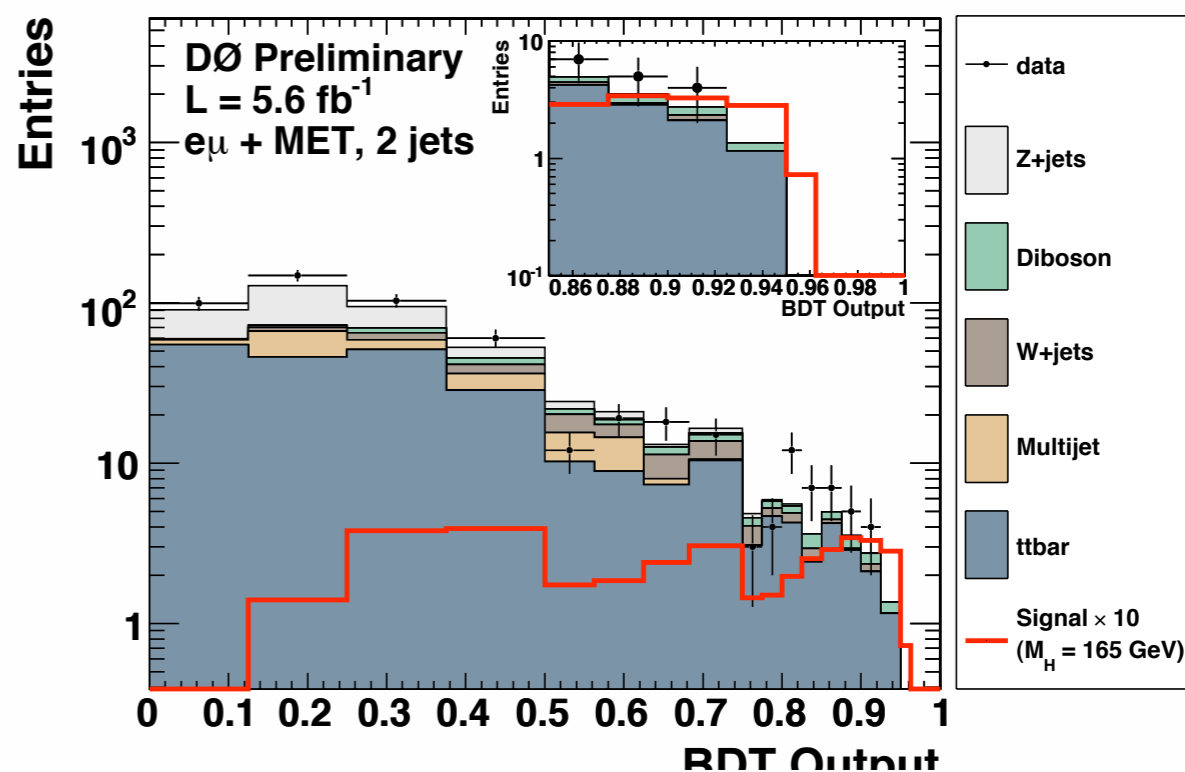 Entries
DØ Preliminary
L = 5.6 fb⁻¹
eμ + MET, 2 jets
10³
10²
10
1
0 0.1 0.2 0.3 0.4 0.5 0.6 0.7 0.8 0.9 1
BDT Output
Entries
10
1
10⁻¹
0.86 0.88 0.9 0.92 0.94 0.96 0.98 1
BDT Output
data
Z+jets
Diboson
W+jets
Multijet
ttbar
Signal × 10
(M_H = 165 GeV)